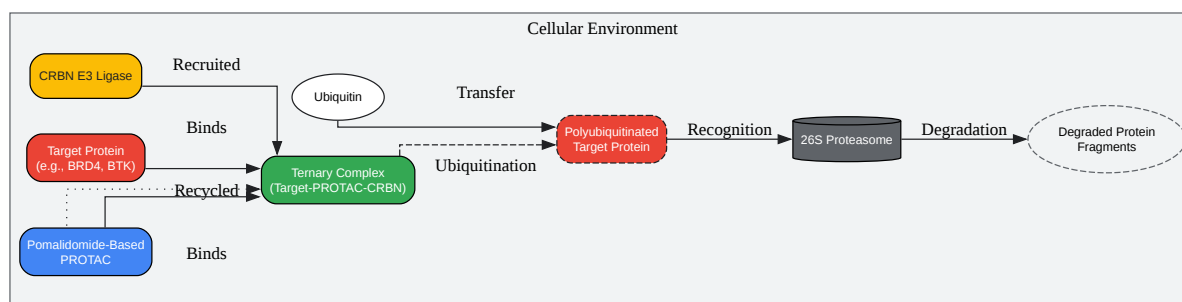 Cellular Environment
CRBN E3 Ligase
Recruited
Ubiquitin
Transfer
Binds
Target Protein
(e.g., BRD4, BTK)
Polyubiquitinated
Target Protein
Recognition
26S Proteasome
Degradation
Degraded Protein
Fragments
Ubiquitination
Ternary Complex
(Target-PROTAC-CRBN)
Recycled
Pomalidomide-Based
PROTAC
Binds